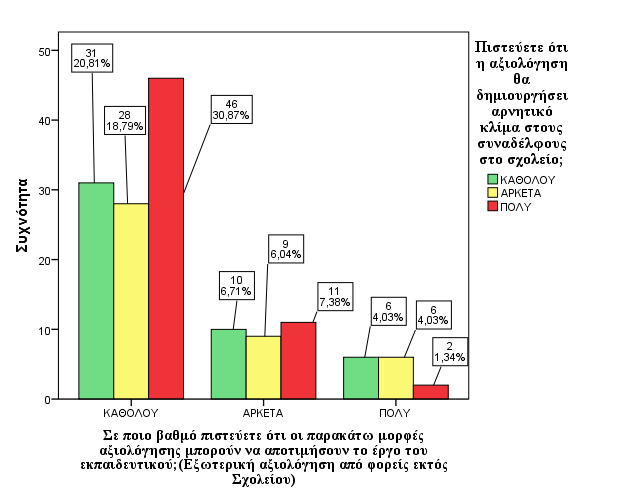 31
20,81%
28
18,79%
46
30,87%
10
6,71%
9
6,04%
11
7,38%
6
4,03%
6
4,03%
2
1,34%
Συχνότητα
50
40
30
20
10
0
ΚΑΘΟΛΟΥ
ΑΡΚΕΤΑ
ΠΟΛΥ
Σε ποιο βαθμό πιστεύετε ότι οι παρακάτω μορφές
αξιολόγησης μπορούν να αποτιμήσουν το έργο του
εκπαιδευτικού;(Εξωτερική αξιολόγηση από φορείς εκτός
Σχολείου)
Πιστεύετε ότι
η αξιολόγηση
θα
δημιουργήσει
αρνητικό
κλίμα στους
συναδέλφους
στο σχολείο;
ΚΑΘΟΛΟΥ
ΑΡΚΕΤΑ
ΠΟΛΥ